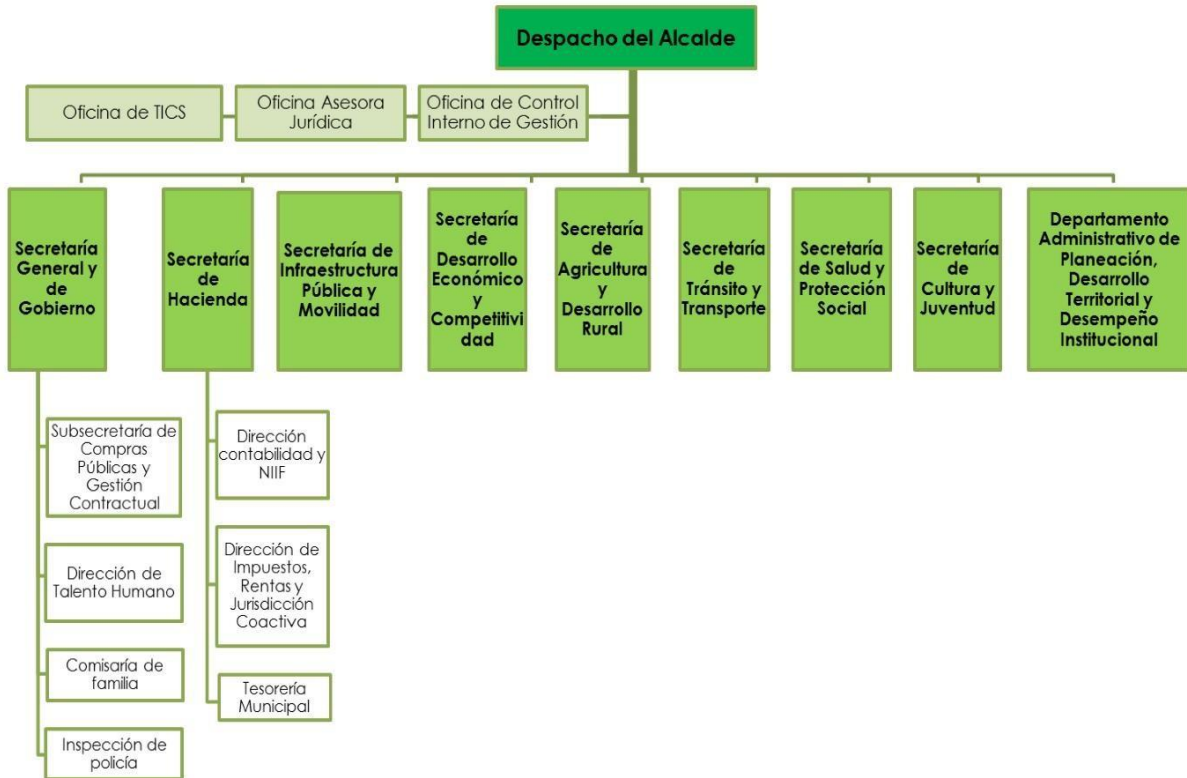 Despacho del Alcalde
Oficina de TICS
Oficina Asesora
Jurídica
Oficina de Control
Interno de Gestión
Secretaría
General y
de
Gobierno
Secretaría
de
Hacienda
Secretaría de
Infraestructura
Pública y
Movilidad
Secretaría
de
Desarrollo
Económico
y
Competitivi
dad
Secretaría
de
Agricultura
y
Desarrollo
Rural
Secretaría
de
Tránsito y
Transporte
Secretaría
de Salud y
Protección
Social
Secretaría
de
Cultura y
Juventud
Departamento
Administrativo de
Planeación,
Desarrollo
Territorial y
Desempeño
Institucional
Subsecretaría de
Compras
Públicas y
Gestión
Contractual
Dirección de
Talento Humano
Comisaría de
familia
Inspección de
policía
Dirección
contabilidad y
NIIF
Dirección de
Impuestos,
Rentas y
Jurisdicción
Coactiva
Tesorería
Municipal